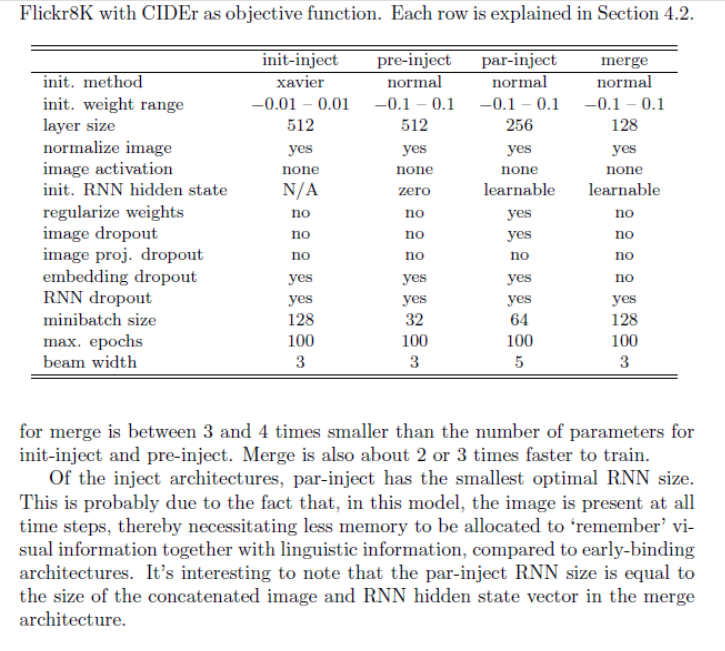 Flickr8K with CIDEr as objective function. Each row is explained in Section 4.2.
init-inject pre-inject par-inject merge
init. method xavier normal normal normal
init. weight range −0.01 – 0.01 −0.1 – 0.1 −0.1 – 0.1 −0.1 – 0.1
layer size 512 512 256 128
normalize image yes yes yes yes
image activation none none none none
init. RNN hidden state N/A zero learnable learnable
regularize weights no no yes no
image dropout no no yes no
image proj. dropout no no no no
embedding dropout yes yes yes no
RNN dropout yes yes yes yes
minibatch size 128 32 64 128
max. epochs 100 100 100 100
beam width 3 3 5 3
for merge is between 3 and 4 times smaller than the number of parameters for
init-inject and pre-inject. Merge is also about 2 or 3 times faster to train.
Of the inject architectures, par-inject has the smallest optimal RNN size.
This is probably due to the fact that, in this model, the image is present at all
time steps, thereby necessitating less memory to be allocated to ‘remember’ vi-
sual information together with linguistic information, compared to early-binding
architectures. It’s interesting to note that the par-inject RNN size is equal to
the size of the concatenated image and RNN hidden state vector in the merge
architecture.